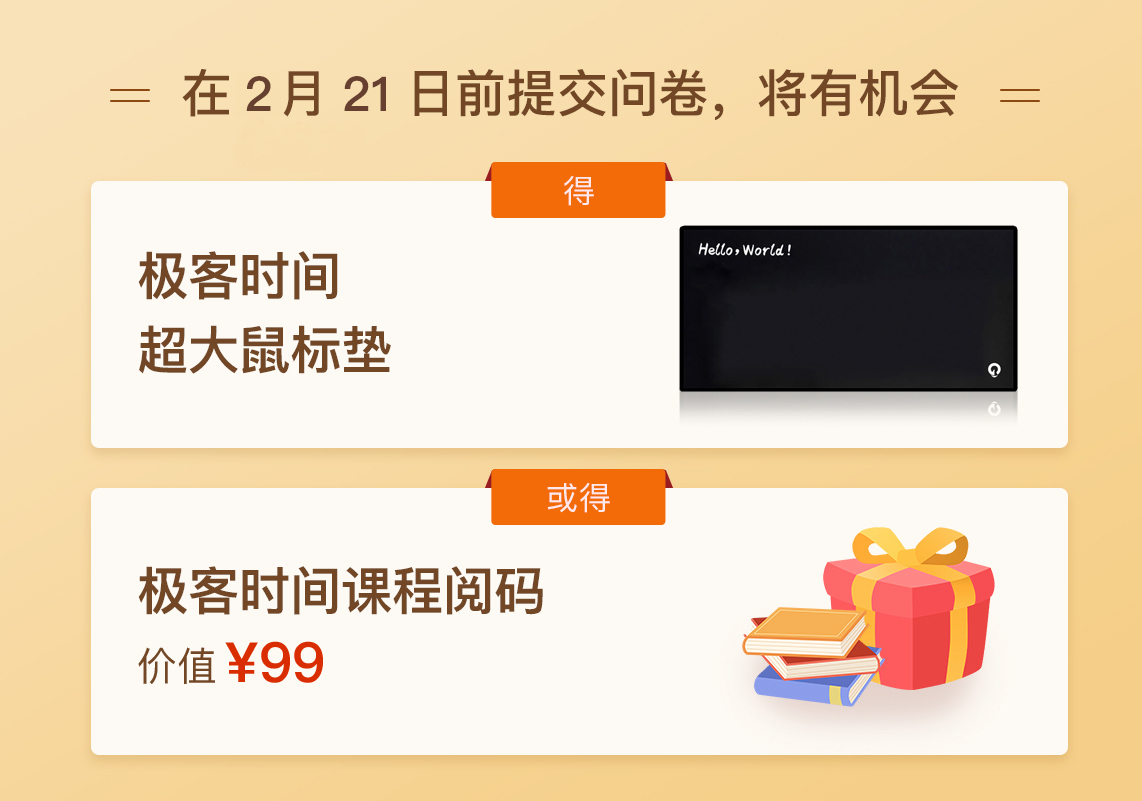 在 2 月 21 日前提交问卷，将有机会
得
极客时间
超大鼠标垫
Hello,World!
或得
极客时间课程阅码
价值 ¥99